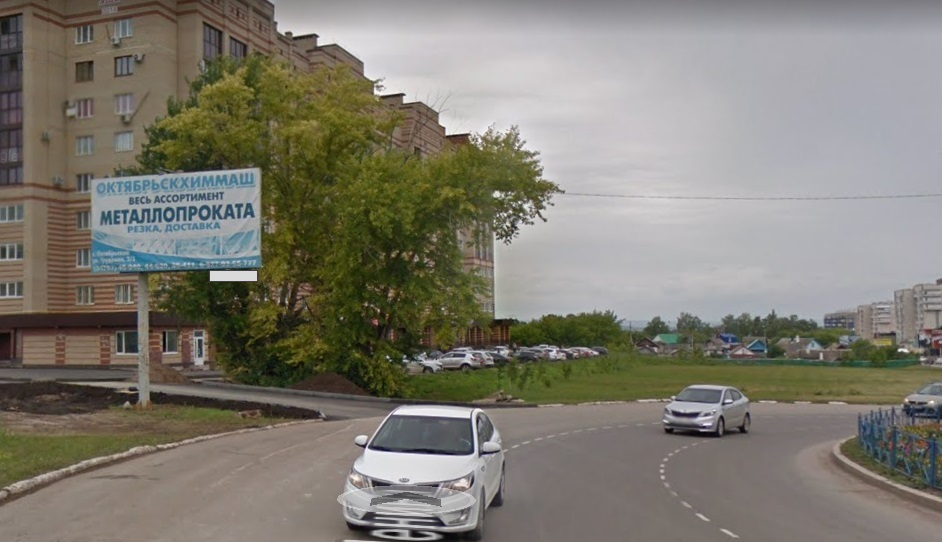 ОКТЯБРЬСКХИММАШ
ВЕСЬ АССОРТИМЕНТ
МЕТАЛЛОПРОКАТА
РЕЗКА, ДОСТАВКА